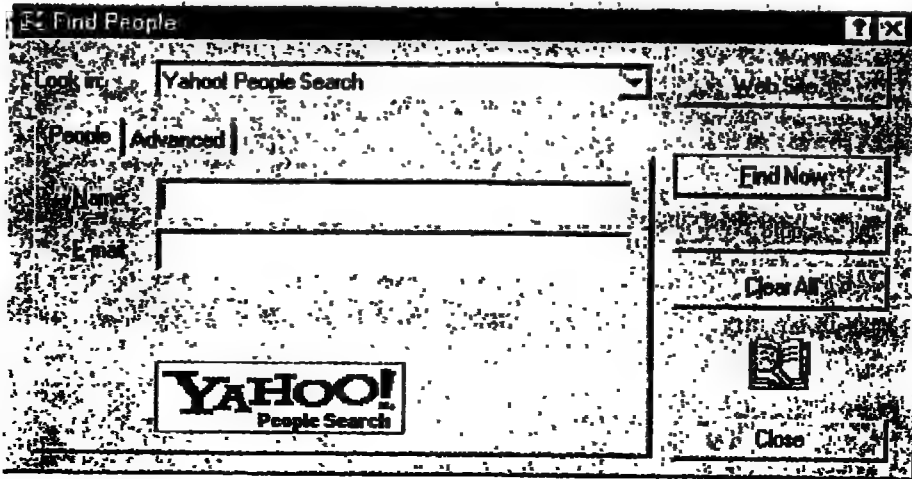 Find People
Look in:
Yahoo! People Search
Web Site...
People
Advanced
Name:
Find Now
E-mail:
Stop
Clear All
YAHOO!
People Search
Close